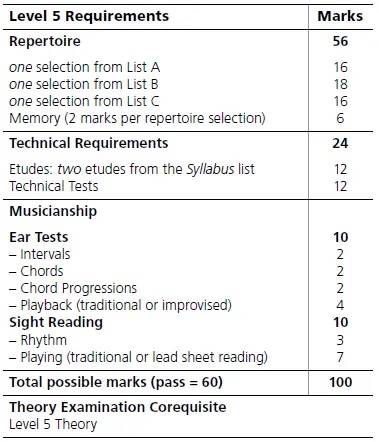 Level 5 Requirements Marks
Repertoire 56
one selection from List A 16
one selection from List B 18
one selection from List C 16
Memory (2 marks per repertoire selection) 6
Technical Requirements 24
Etudes: two etudes from the Syllabus list 12
Technical Tests 12
Musicianship
Ear Tests 10
– Intervals 2
– Chords 2
– Chord Progressions 2
– Playback (traditional or improvised) 4
Sight Reading 10
– Rhythm 3
– Playing (traditional or lead sheet reading) 7
Total possible marks (pass = 60) 100
Theory Examination Corequisite
Level 5 Theory